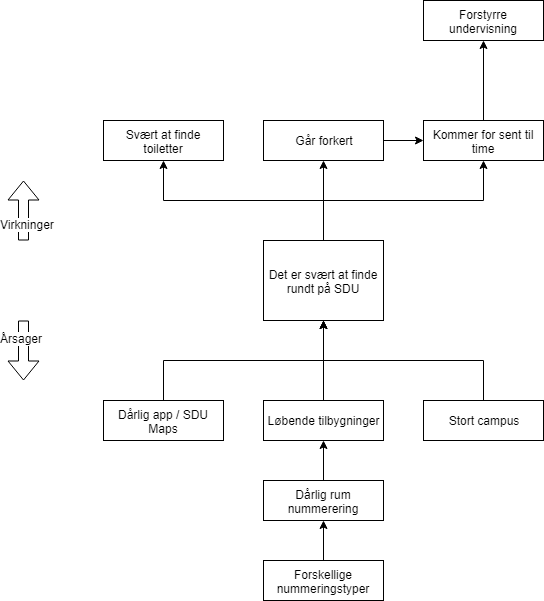 Forstyrre
undervisning
Svært at finde
toiletter
Går forkert
Kommer for sent til
time
Virkninger
Det er svært at finde
rundt på SDU
Årsager
Dårlig app / SDU
Maps
Løbende tilbygninger
Stort campus
Dårlig rum
nummerering
Forskellige
nummeringstyper